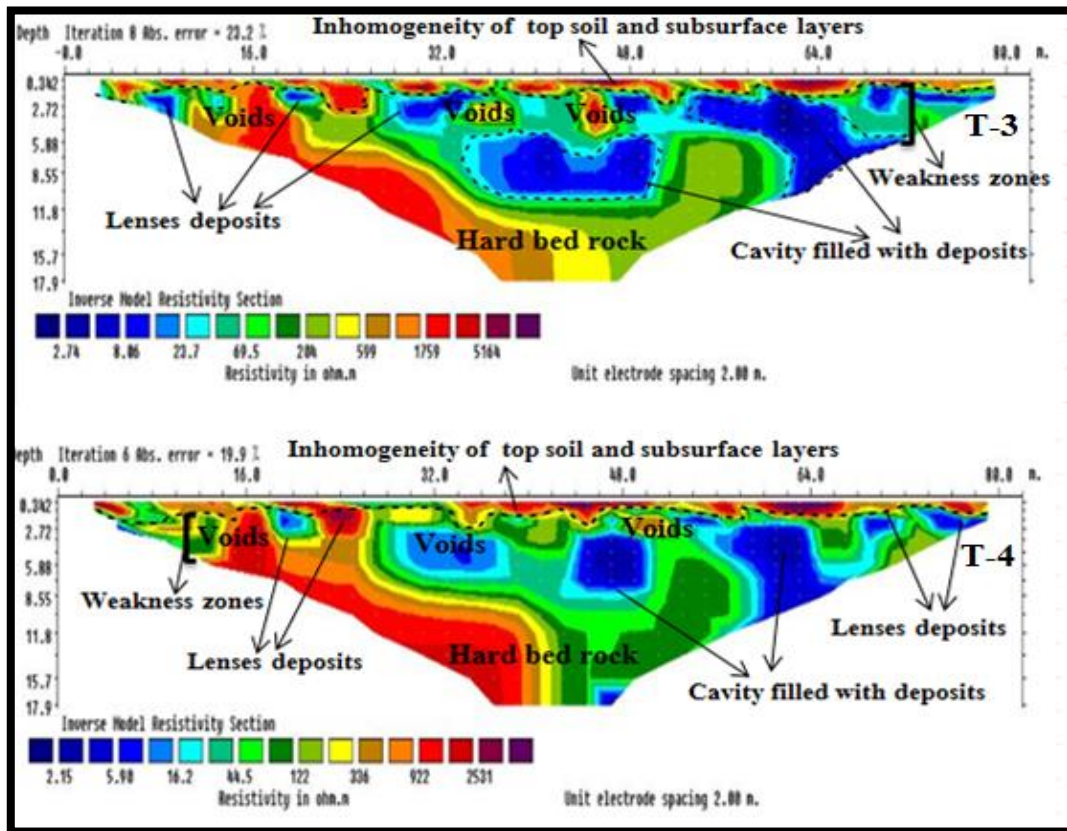 Inhomogeneity of top soil and subsurface layers
Depth Iteration 8 Abs. error = 23.2 %
-0.0 16.0 32.0 48.0 64.0 80.0 m.
0.342
2.72
5.88
8.55
11.8
15.7
17.9
Voids Voids Voids
T-3
Weakness zones
Lenses deposits
Hard bed rock
Cavity filled with deposits
Inverse Model Resistivity Section
2.74 8.06 23.7 69.5 204 599 1759 5164
Resistivity in ohm.m Unit electrode spacing 2.00 m.
Inhomogeneity of top soil and subsurface layers
Depth Iteration 6 Abs. error = 19.9 %
0.0 16.0 32.0 48.0 64.0 80.0 m.
0.342
2.72
5.88
8.55
11.8
15.7
17.9
Voids Voids Voids
T-4
Weakness zones
Lenses deposits
Lenses deposits
Hard bed rock
Cavity filled with deposits
Inverse Model Resistivity Section
2.15 5.90 16.2 44.5 122 336 922 2531
Resistivity in ohm.m Unit electrode spacing 2.00 m.